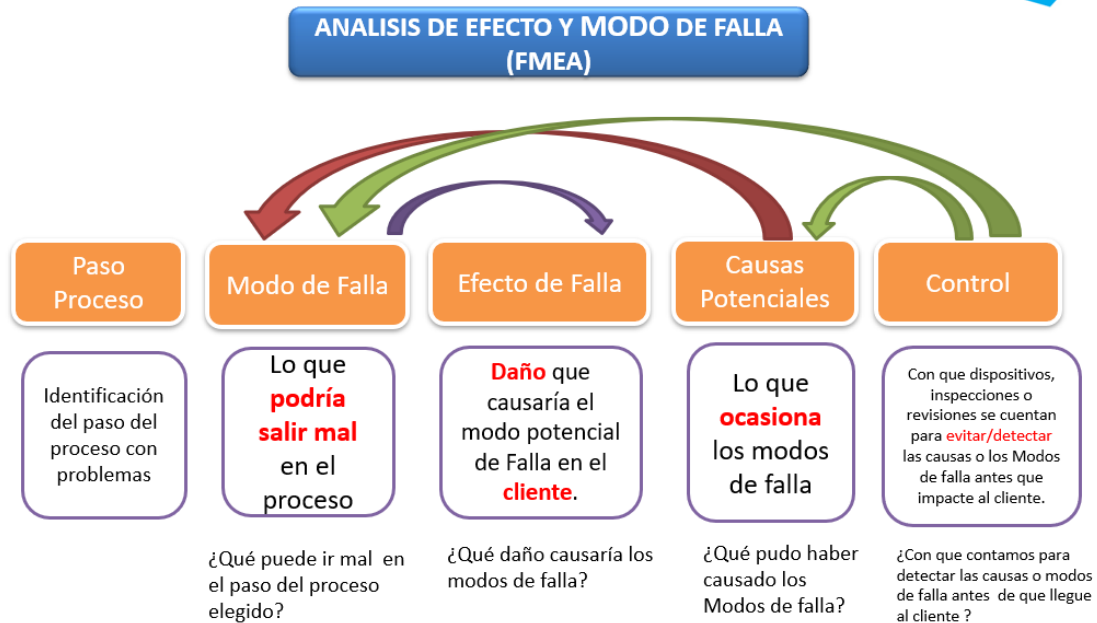 ANALISIS DE EFECTO Y MODO DE FALLA
(FMEA)
Paso
Proceso
Modo de Falla
Efecto de Falla
Causas
Potenciales
Control
Identificación
del paso del
proceso con
problemas
Lo que
podría
salir mal
en el
proceso
Daño que
causaría el
modo potencial
de Falla en el
cliente.
Lo que
ocasiona
los modos
de falla
Con que dispositivos,
inspecciones o
revisiones se cuentan
para evitar/detectar
las causas o los Modos
de falla antes que
impacte al cliente.
¿Qué puede ir mal en
el paso del proceso
elegido?
¿Qué daño causaría los
modos de falla?
¿Qué pudo haber
causado los
Modos de falla?
¿Con que contamos para
detectar las causas o modos
de falla antes de que llegue
al cliente ?